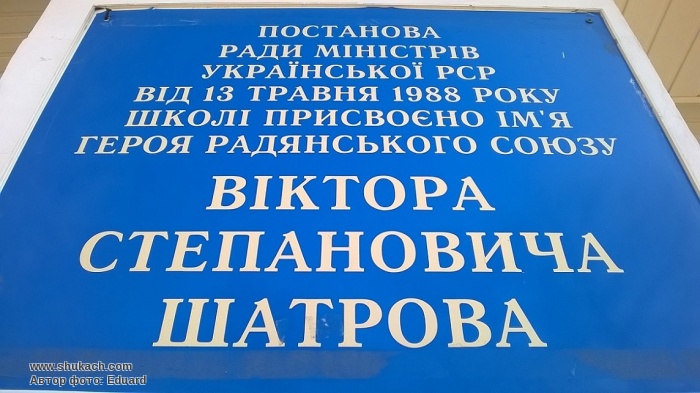 ПОСТАНОВА
РАДИ МІНІСТРІВ
УКРАЇНСЬКОЇ РСР
ВІД 13 ТРАВНЯ 1988 РОКУ
ШКОЛІ ПРИСВОЄНО ІМ'Я
ГЕРОЯ РАДЯНСЬКОГО СОЮЗУ
ВІКТОРА
СТЕПАНОВИЧА
ШАТРОВА
www.shukach.com
Автор фото: Eduard